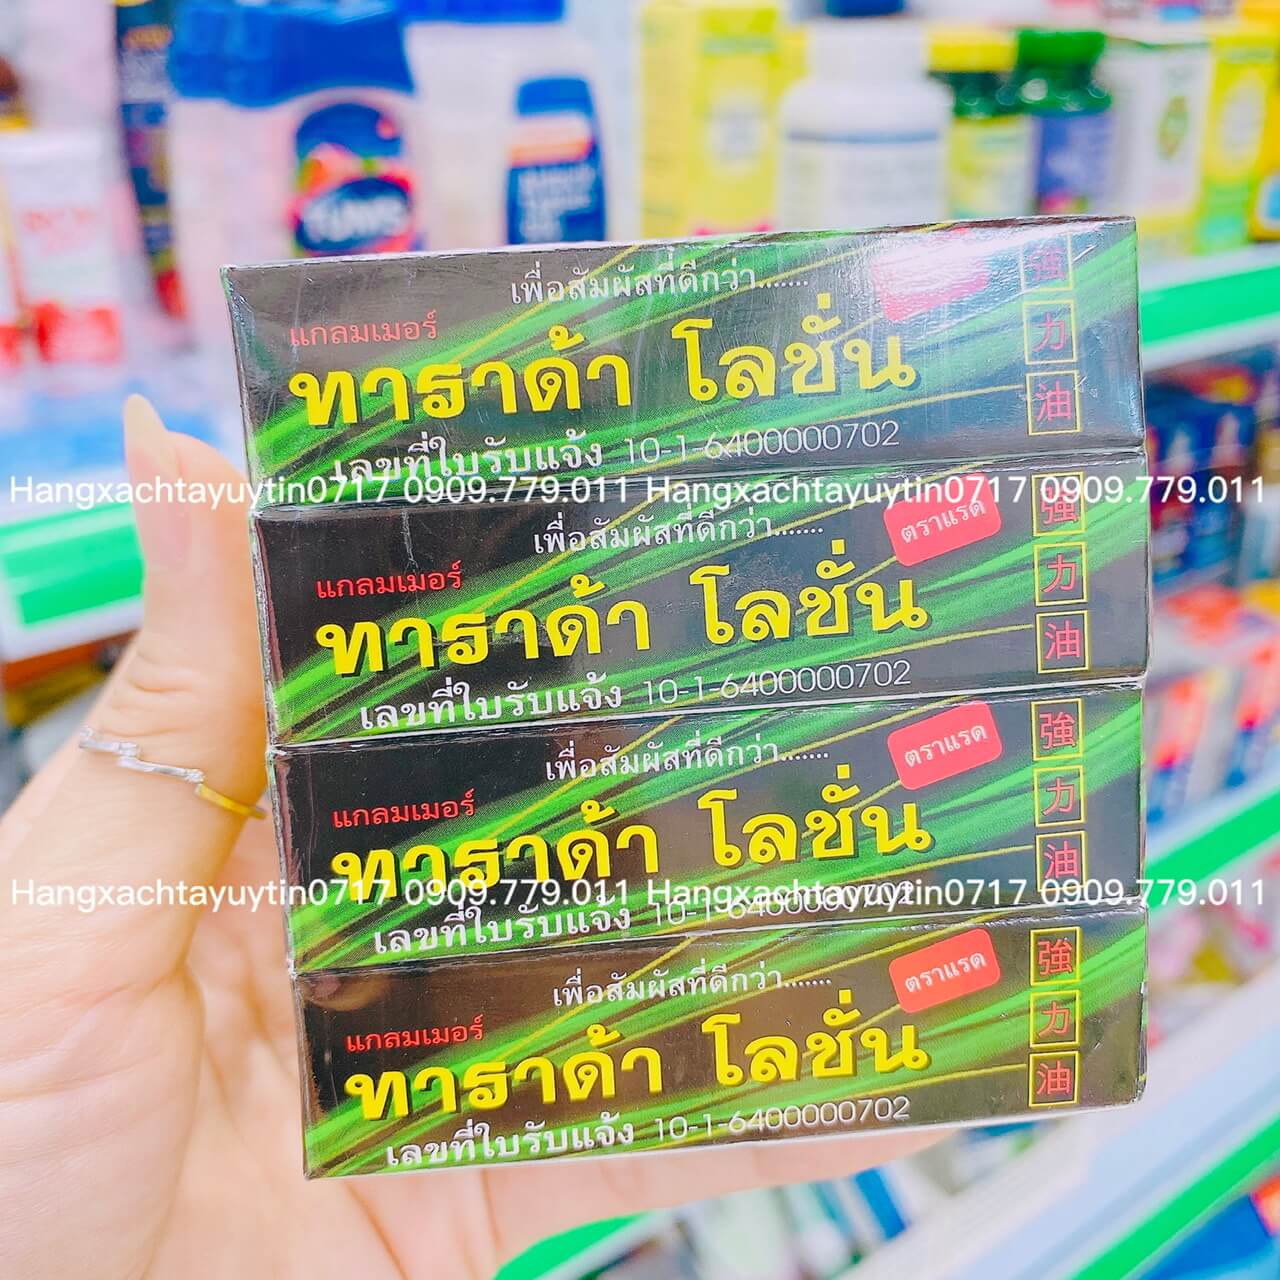 TUMS
เพื่อสัมผัสที่ดีกว่า.......
แกลมเมอร์
ทาราด้า โลชั่น
เลขที่ใบรับแจ้ง 10-1-6400000702
強
力
油
Hangxachtayuytin0717 0909.779.011 Hangxachtayuytin0717 0909.779.011
เพื่อสัมผัสที่ดีกว่า.......
ตราแรด
แกลมเมอร์
ทาราด้า โลชั่น
เลขที่ใบรับแจ้ง 10-1-6400000702
強
力
油
เพื่อสัมผัสที่ดีกว่า.......
ตราแรด
แกลมเมอร์
ทาราด้า โลชั่น
เลขที่ใบรับแจ้ง 10-1-6400000702
強
力
油
Hangxachtayuytin0717 0909.779.011 Hangxachtayuytin0717 0909.779.011
เพื่อสัมผัสที่ดีกว่า.......
ตราแรด
แกลมเมอร์
ทาราด้า โลชั่น
เลขที่ใบรับแจ้ง 10-1-6400000702
強
力
油